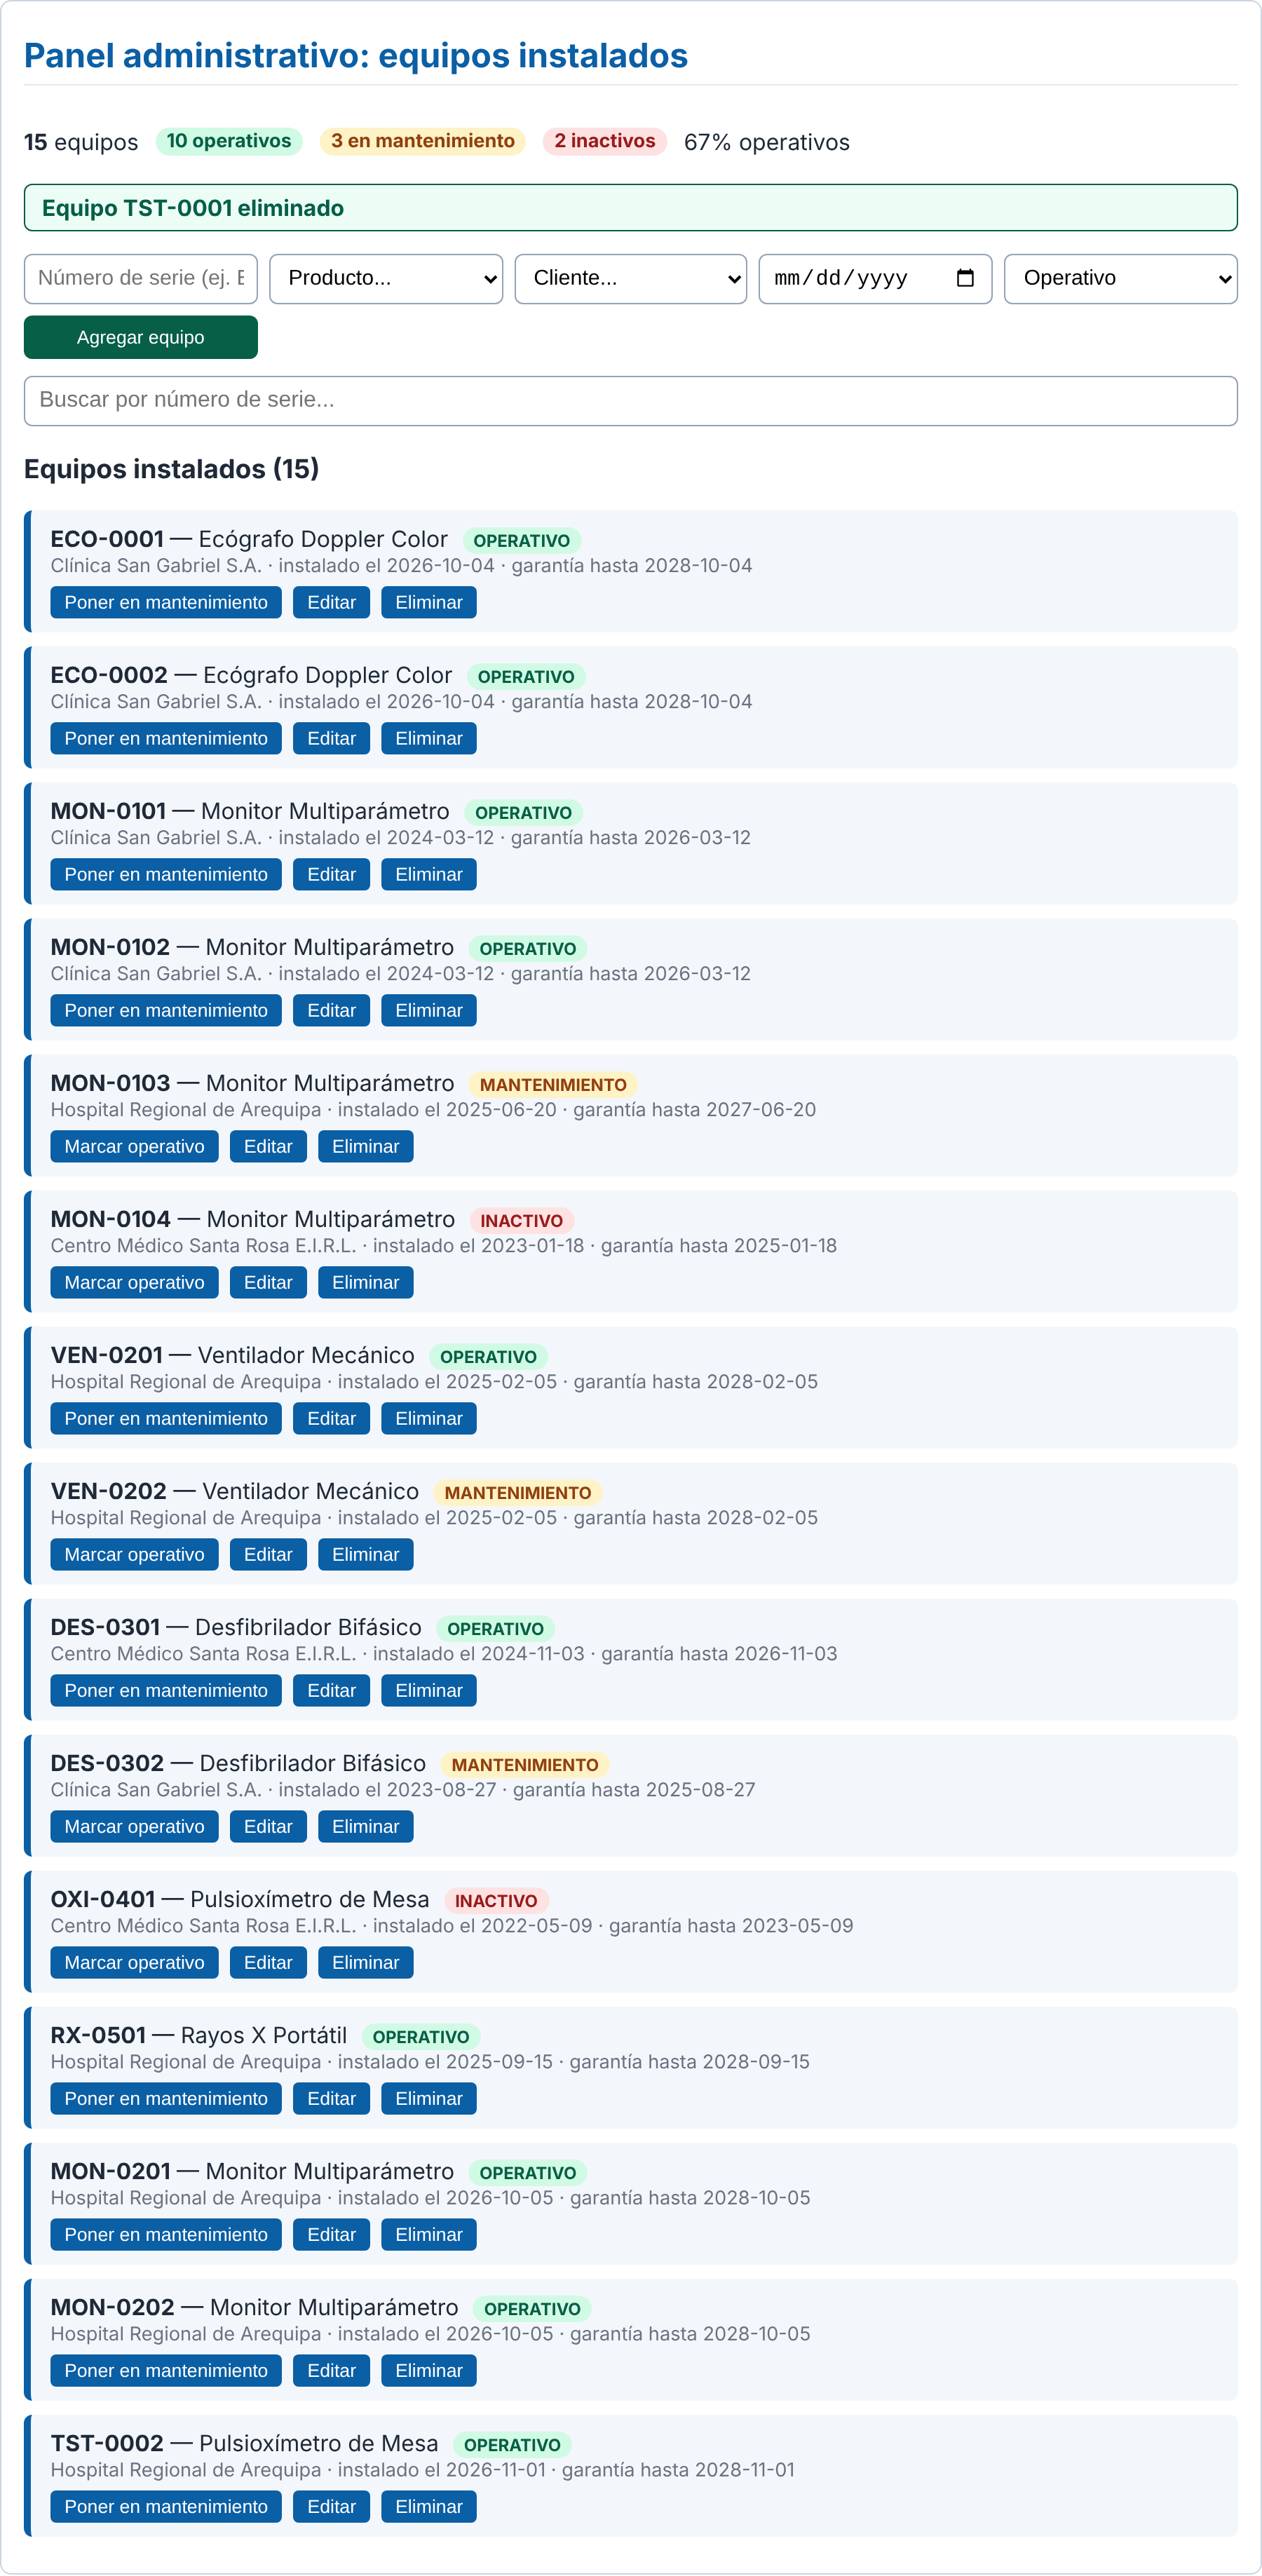 Panel administrativo: equipos instalados
15 equipos 10 operativos 3 en mantenimiento 2 inactivos 67% operativos
Equipo TST-0001 eliminado
Número de serie (ej. E Producto... Cliente... mm/dd/yyyy Operativo
Agregar equipo
Buscar por número de serie...
Equipos instalados (15)
ECO-0001 — Ecógrafo Doppler Color OPERATIVO
Clínica San Gabriel S.A. · instalado el 2026-10-04 · garantía hasta 2028-10-04
Poner en mantenimiento Editar Eliminar
ECO-0002 — Ecógrafo Doppler Color OPERATIVO
Clínica San Gabriel S.A. · instalado el 2026-10-04 · garantía hasta 2028-10-04
Poner en mantenimiento Editar Eliminar
MON-0101 — Monitor Multiparámetro OPERATIVO
Clínica San Gabriel S.A. · instalado el 2024-03-12 · garantía hasta 2026-03-12
Poner en mantenimiento Editar Eliminar
MON-0102 — Monitor Multiparámetro OPERATIVO
Clínica San Gabriel S.A. · instalado el 2024-03-12 · garantía hasta 2026-03-12
Poner en mantenimiento Editar Eliminar
MON-0103 — Monitor Multiparámetro MANTENIMIENTO
Hospital Regional de Arequipa · instalado el 2025-06-20 · garantía hasta 2027-06-20
Marcar operativo Editar Eliminar
MON-0104 — Monitor Multiparámetro INACTIVO
Centro Médico Santa Rosa E.I.R.L. · instalado el 2023-01-18 · garantía hasta 2025-01-18
Marcar operativo Editar Eliminar
VEN-0201 — Ventilador Mecánico OPERATIVO
Hospital Regional de Arequipa · instalado el 2025-02-05 · garantía hasta 2028-02-05
Poner en mantenimiento Editar Eliminar
VEN-0202 — Ventilador Mecánico MANTENIMIENTO
Hospital Regional de Arequipa · instalado el 2025-02-05 · garantía hasta 2028-02-05
Marcar operativo Editar Eliminar
DES-0301 — Desfibrilador Bifásico OPERATIVO
Centro Médico Santa Rosa E.I.R.L. · instalado el 2024-11-03 · garantía hasta 2026-11-03
Poner en mantenimiento Editar Eliminar
DES-0302 — Desfibrilador Bifásico MANTENIMIENTO
Clínica San Gabriel S.A. · instalado el 2023-08-27 · garantía hasta 2025-08-27
Marcar operativo Editar Eliminar
OXI-0401 — Pulsioxímetro de Mesa INACTIVO
Centro Médico Santa Rosa E.I.R.L. · instalado el 2022-05-09 · garantía hasta 2023-05-09
Marcar operativo Editar Eliminar
RX-0501 — Rayos X Portátil OPERATIVO
Hospital Regional de Arequipa · instalado el 2025-09-15 · garantía hasta 2028-09-15
Poner en mantenimiento Editar Eliminar
MON-0201 — Monitor Multiparámetro OPERATIVO
Hospital Regional de Arequipa · instalado el 2026-10-05 · garantía hasta 2028-10-05
Poner en mantenimiento Editar Eliminar
MON-0202 — Monitor Multiparámetro OPERATIVO
Hospital Regional de Arequipa · instalado el 2026-10-05 · garantía hasta 2028-10-05
Poner en mantenimiento Editar Eliminar
TST-0002 — Pulsioxímetro de Mesa OPERATIVO
Hospital Regional de Arequipa · instalado el 2026-11-01 · garantía hasta 2028-11-01
Poner en mantenimiento Editar Eliminar